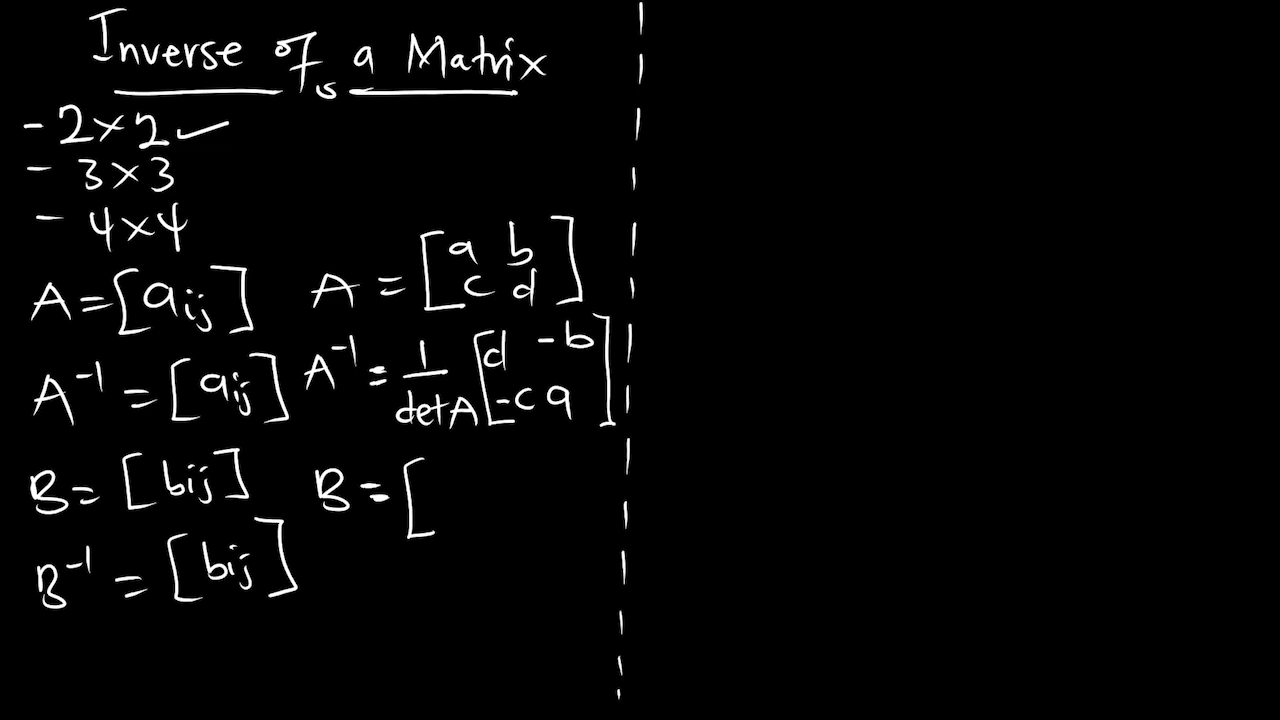 Inverse of a Matrix
- 2×2 ✓
- 3×3
- 4×4
A = [aij] A = [a b
c d]
A⁻¹ = [aij] A⁻¹ = 1/detA [d -b
-c a]
B = [bij] B = [
B⁻¹ = [bij]